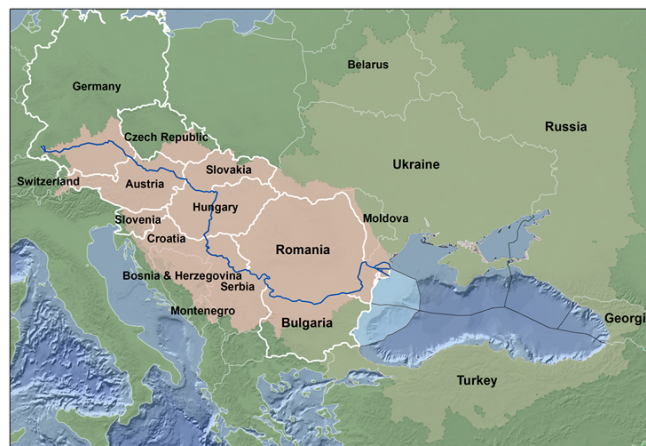 Belarus
Germany
Russia
Czech Republic
Ukraine
Slovakia
Switzerland
Austria
Hungary
Slovenia
Moldova
Croatia
Romania
Bosnia & Herzegovina
Serbia
Montenegro
Georgi
Bulgaria
Turkey